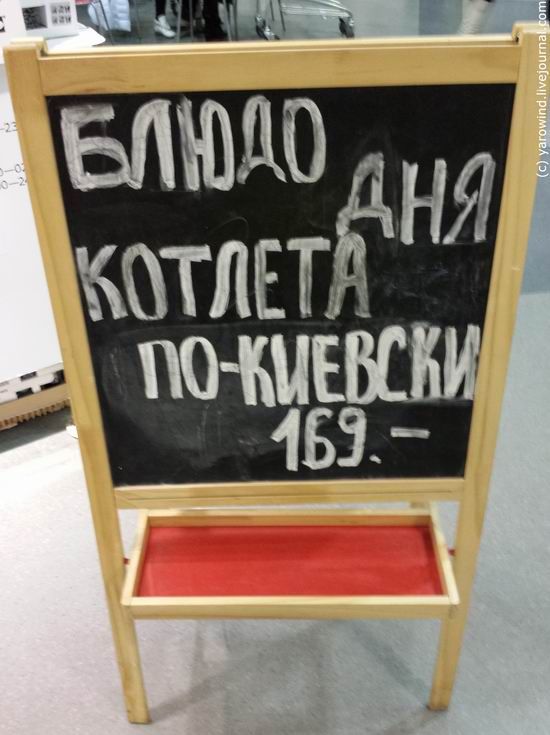 БЛЮДО
ДНЯ
КОТЛЕТА
ПО-КИЕВСКИ
169.-
(c) yarowind.livejournal.com